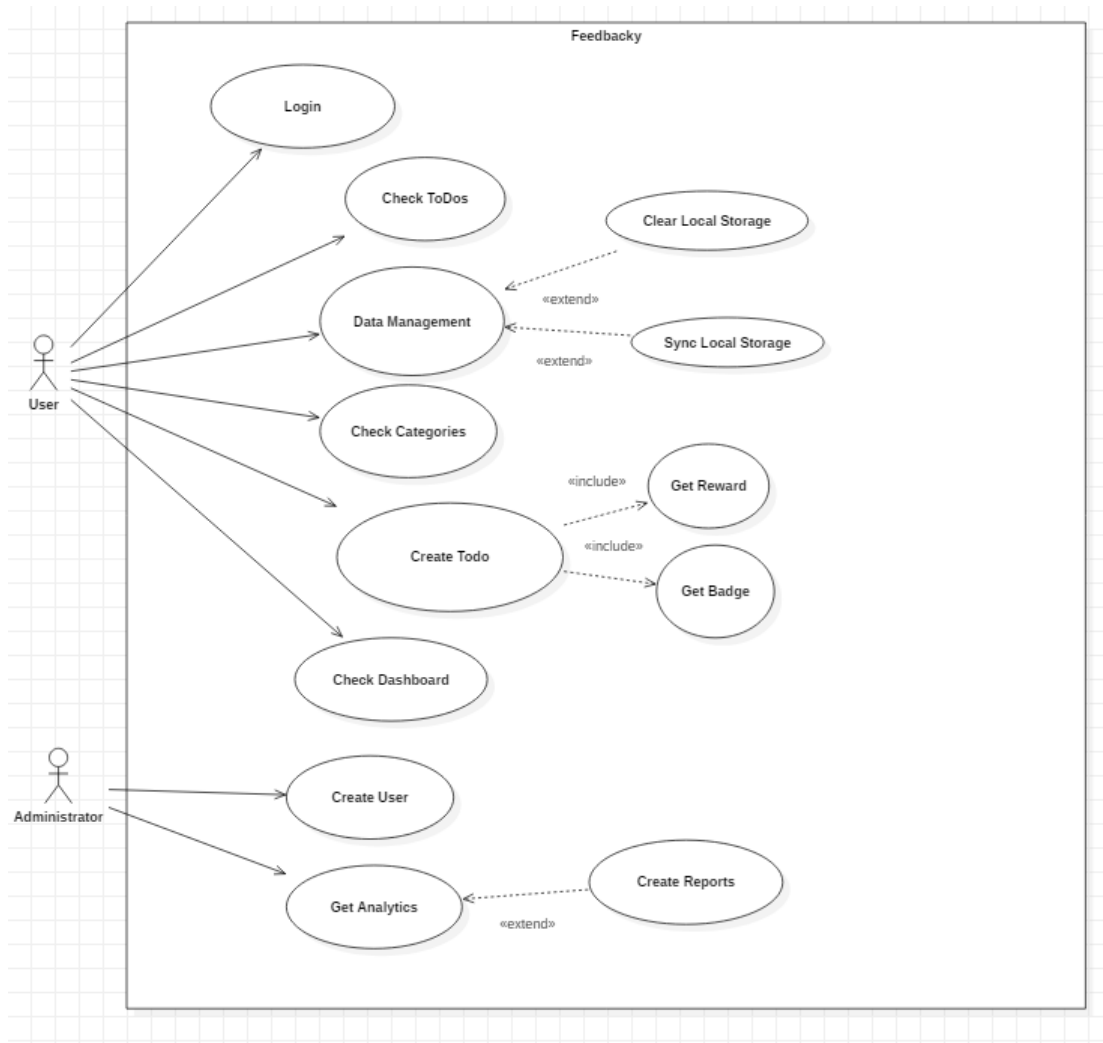 Feedbacky
Login
Check ToDos
Clear Local Storage
«extend»
Data Management
Sync Local Storage
«extend»
User
Check Categories
«include»
Get Reward
«include»
Create Todo
Get Badge
Check Dashboard
Create User
Administrator
Create Reports
Get Analytics
«extend»